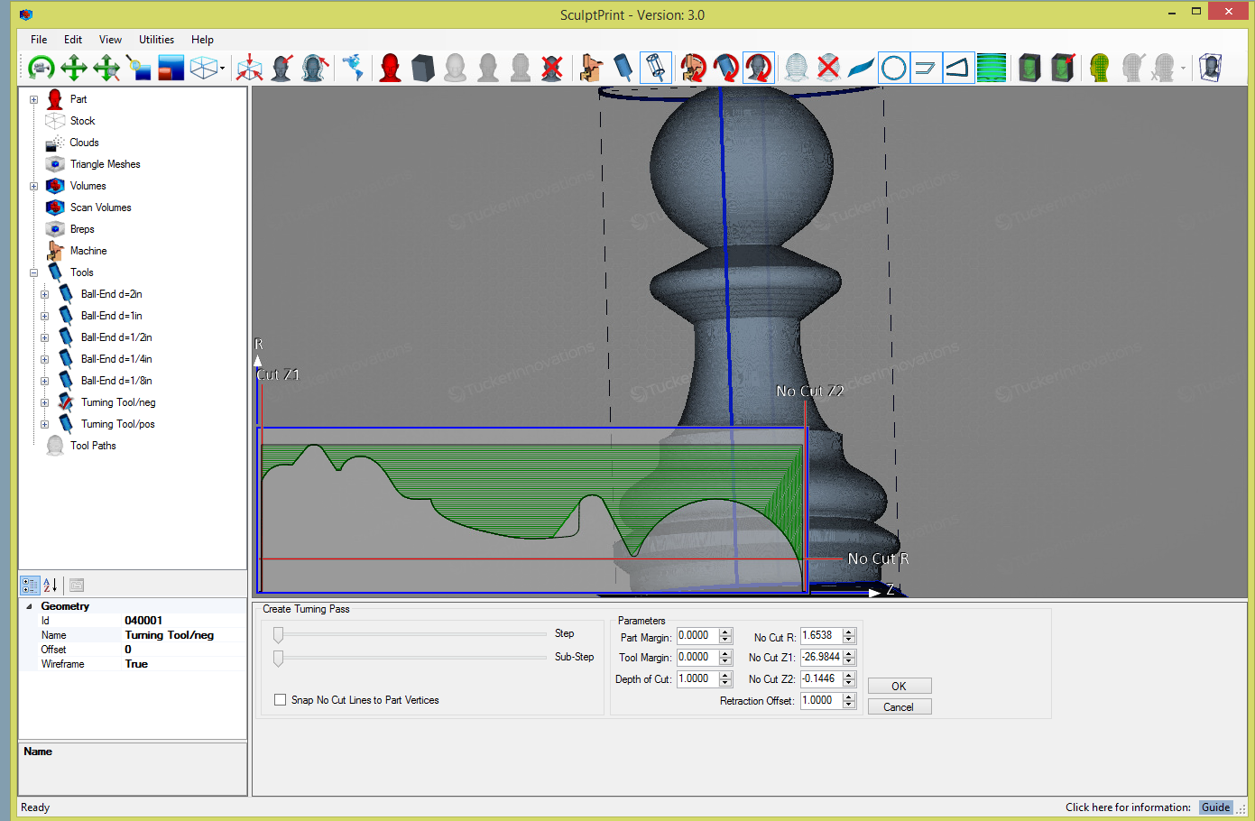 SculptPrint - Version: 3.0
File Edit View Utilities Help
Part
Stock
Clouds
Triangle Meshes
Volumes
Scan Volumes
Breps
Machine
Tools
Ball-End d=2in
Ball-End d=1in
Ball-End d=1/2in
Ball-End d=1/4in
Ball-End d=1/8in
Turning Tool/neg
Turning Tool/pos
Tool Paths
Geometry
Id 040001
Name Turning Tool/neg
Offset 0
Wireframe True
Name
R
Cut Z1
No Cut Z2
No Cut R
Z
©TuckerInnovations
©TuckerInnovations
©TuckerInnovations
Create Turning Pass
Step
Sub-Step
Snap No Cut Lines to Part Vertices
Parameters
Part Margin: 0.0000 No Cut R: 1.6538
Tool Margin: 0.0000 No Cut Z1: -26.9844
Depth of Cut: 1.0000 No Cut Z2: -0.1446
Retraction Offset: 1.0000
OK
Cancel
Ready
Click here for information: Guide